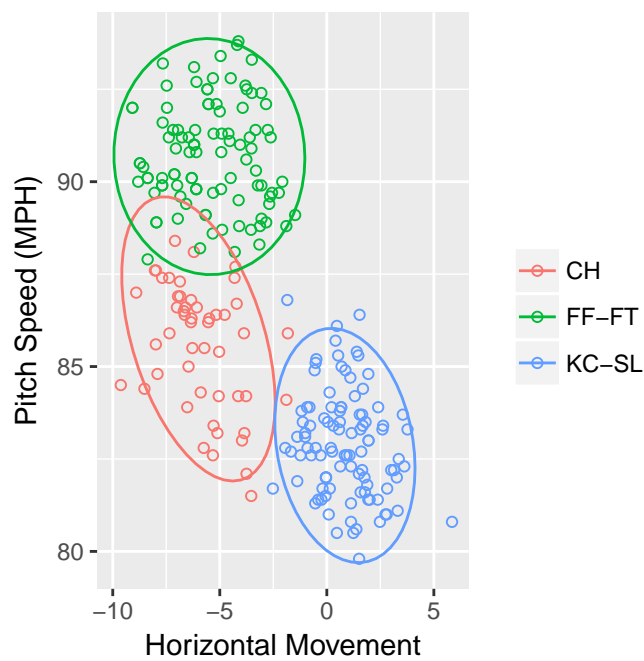 Pitch Speed (MPH)
90
85
80
−10
−5
0
5
Horizontal Movement
CH
FF−FT
KC−SL